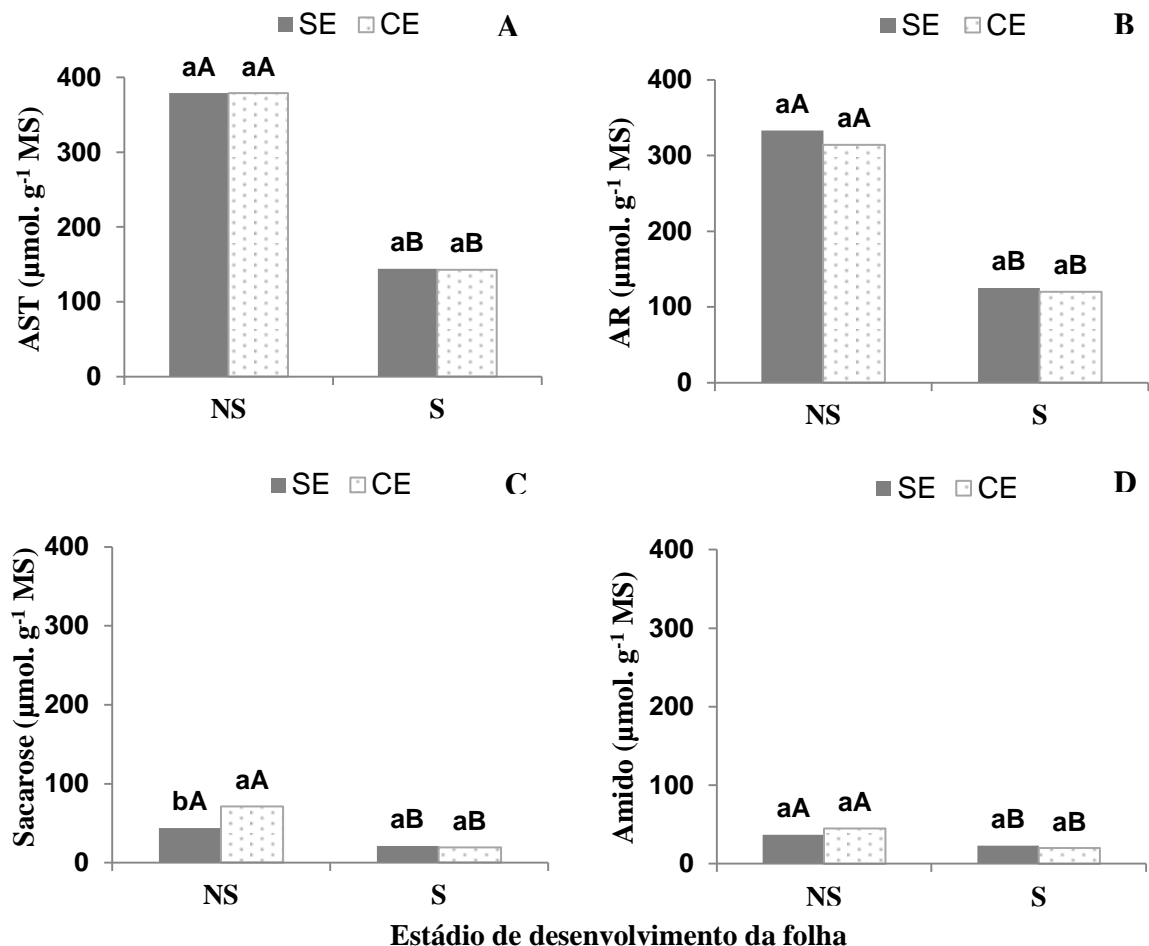 SE CE A
aA aA
aB aB
400
300
200
100
0
AST (µmol. g-1 MS)
NS S
SE CE B
aA aA
aB aB
400
300
200
100
0
AR (µmol. g-1 MS)
NS S
SE CE C
400
300
200
100
0
bA aA
aB aB
Sacarose (µmol. g-1 MS)
NS S
SE CE D
400
300
200
100
0
aA aA
aB aB
Amido (µmol. g-1 MS)
NS S
Estádio de desenvolvimento da folha